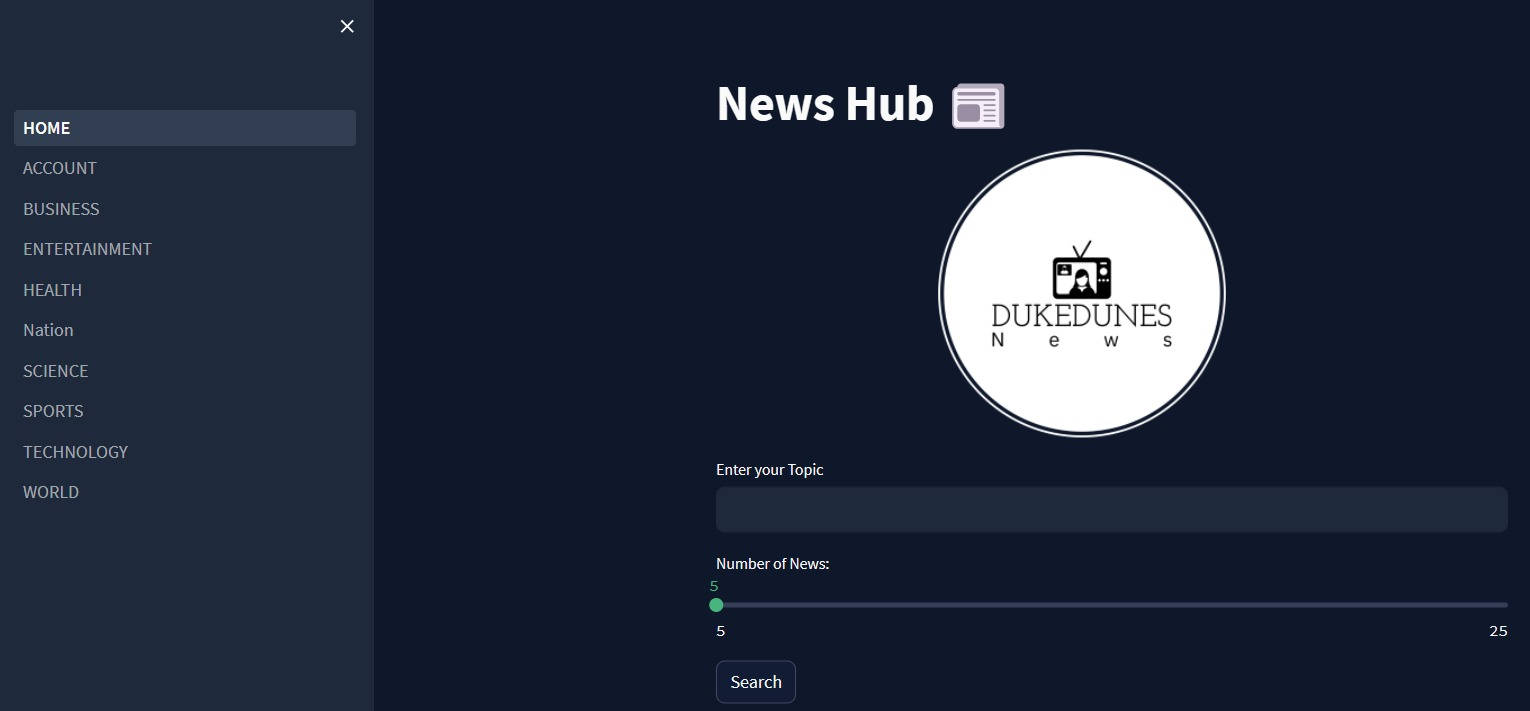 HOME
ACCOUNT
BUSINESS
ENTERTAINMENT
HEALTH
Nation
SCIENCE
SPORTS
TECHNOLOGY
WORLD
News Hub
DUKEDUNES
News
Enter your Topic
Number of News:
5
5 25
Search